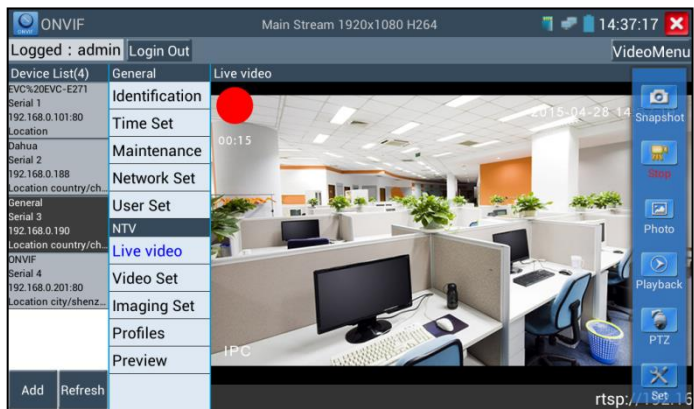 ONVIF
Main Stream 1920x1080 H264
14:37:17
Logged : admin
Login Out
VideoMenu
Device List(4)
EVC%20EVC-E271
Serial 1
192.168.0.101:80
Location
Dahua
Serial 2
192.168.0.188
Location country/ch...
General
Serial 3
192.168.0.190
Location country/ch...
ONVIF
Serial 4
192.168.0.201:80
Location city/shenz...
Add
Refresh
General
Identification
Time Set
Maintenance
Network Set
User Set
NTV
Live video
Video Set
Imaging Set
Profiles
Preview
Live video
2015-04-28 14
00:15
IPC
Snapshot
Stop
Photo
Playback
PTZ
Set
rtsp://192.16